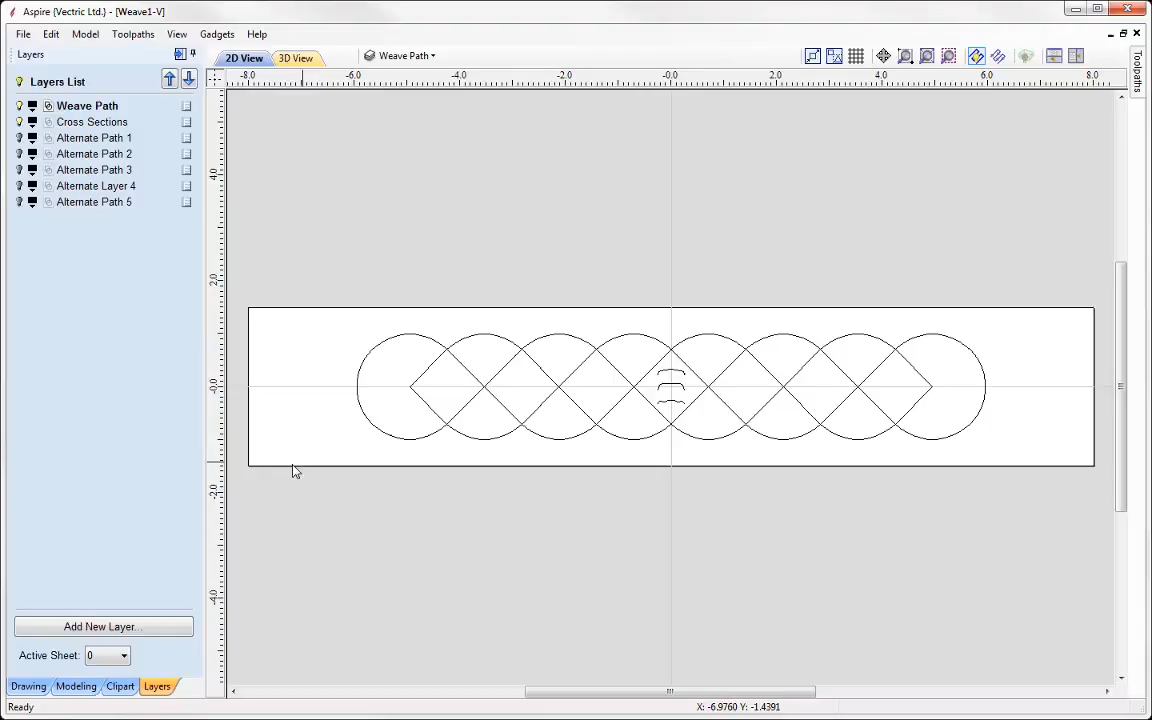 Aspire {Vectric Ltd.} - [Weave1-V]
File Edit Model Toolpaths View Gadgets Help
Layers
2D View 3D View Weave Path
-8.0 -6.0 -4.0 -2.0 -0.0 2.0 4.0 6.0 8.0
Layers List
Weave Path
Cross Sections
Alternate Path 1
Alternate Path 2
Alternate Path 3
Alternate Layer 4
Alternate Path 5
4.0
2.0
-0.0
-2.0
-4.0
Toolpaths
Add New Layer...
Active Sheet: 0
Drawing Modeling Clipart Layers
Ready X: -6.9760 Y: -1.4391